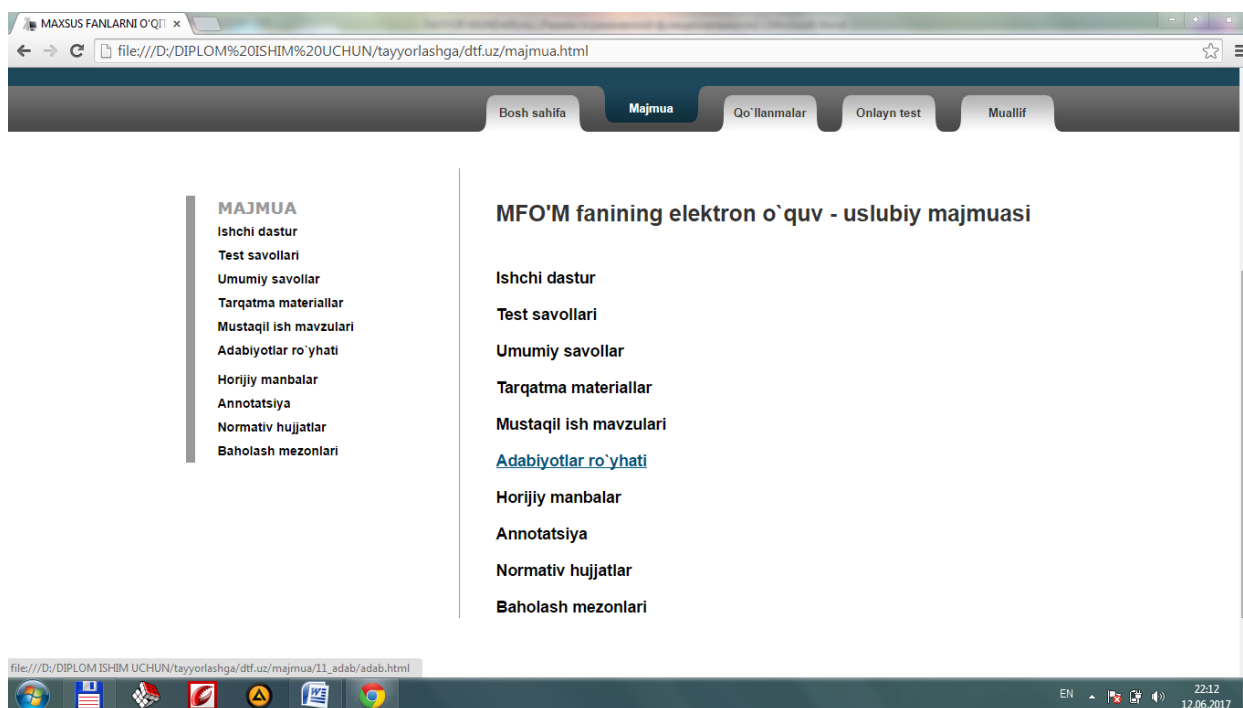 MAXSUS FANLARNI O'QIT
file:///D:/DIPLOM%20ISHIM%20UCHUN/tayyorlashga/dtf.uz/majmua.html
Bosh sahifa
Majmua
Qo`llanmalar
Onlayn test
Muallif
MAJMUA
Ishchi dastur
Test savollari
Umumiy savollar
Tarqatma materiallar
Mustaqil ish mavzulari
Adabiyotlar ro`yhati
Horijiy manbalar
Annotatsiya
Normativ hujjatlar
Baholash mezonlari
MFO'M fanining elektron o`quv - uslubiy majmuasi
Ishchi dastur
Test savollari
Umumiy savollar
Tarqatma materiallar
Mustaqil ish mavzulari
Adabiyotlar ro`yhati
Horijiy manbalar
Annotatsiya
Normativ hujjatlar
Baholash mezonlari
file:///D:/DIPLOM ISHIM UCHUN/tayyorlashga/dtf.uz/majmua/11_adab/adab.html
EN
22:12
12.06.2017